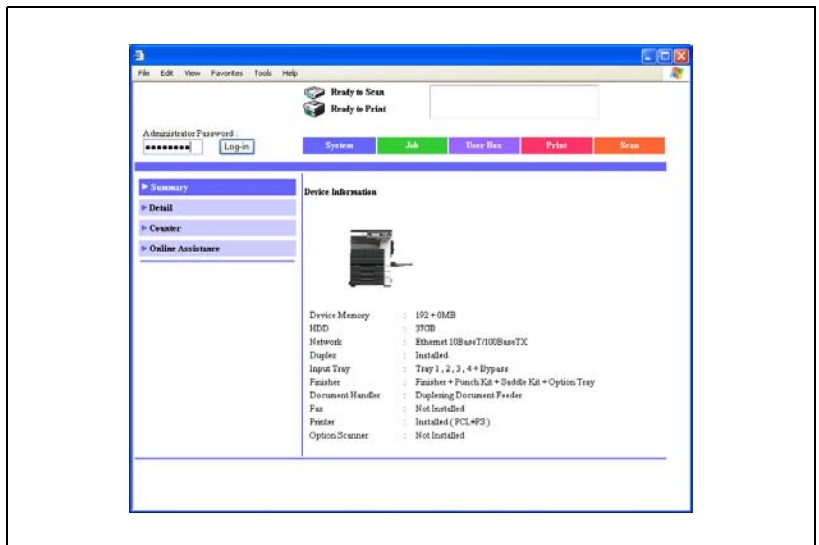 File Edit View Favorites Tools Help
Ready to Scan
Ready to Print
Administrator Password :
Log-in
System Job User Box Print Scan
Summary
Detail
Counter
Online Assistance
Device Information
Device Memory : 192 + 0MB
HDD : 37GB
Network : Ethernet 10BaseT/100BaseTX
Duplex : Installed
Input Tray : Tray 1 , 2 , 3 , 4 + Bypass
Finisher : Finisher + Punch Kit + Saddle Kit + Option Tray
Document Handler : Duplexing Document Feeder
Fax : Not Installed
Printer : Installed ( PCL+PS )
Option Scanner : Not Installed